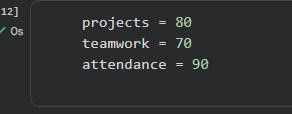 12]
0s
projects = 80
teamwork = 70
attendance = 90